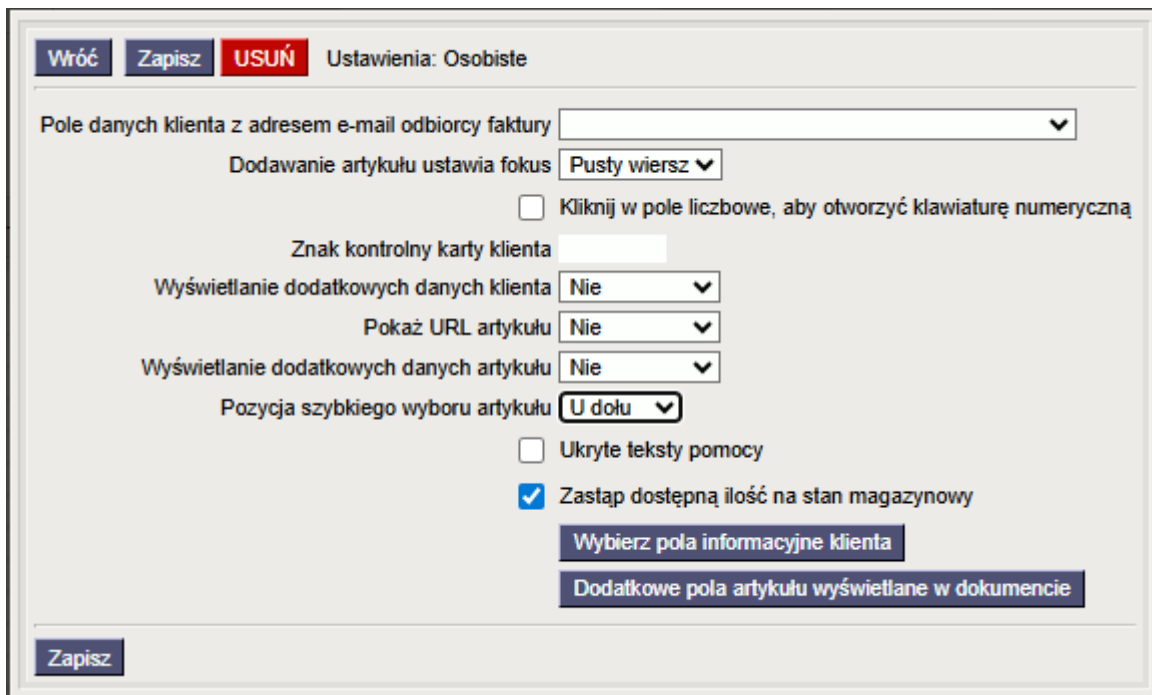 Wróć Zapisz USUŃ Ustawienia: Osobiste
Pole danych klienta z adresem e-mail odbiorcy faktury
Dodawanie artykułu ustawia fokus Pusty wiersz
Kliknij w pole liczbowe, aby otworzyć klawiaturę numeryczną
Znak kontrolny karty klienta
Wyświetlanie dodatkowych danych klienta Nie
Pokaż URL artykułu Nie
Wyświetlanie dodatkowych danych artykułu Nie
Pozycja szybkiego wyboru artykułu U dołu
Ukryte teksty pomocy
Zastąp dostępną ilość na stan magazynowy
Wybierz pola informacyjne klienta
Dodatkowe pola artykułu wyświetlane w dokumencie
Zapisz